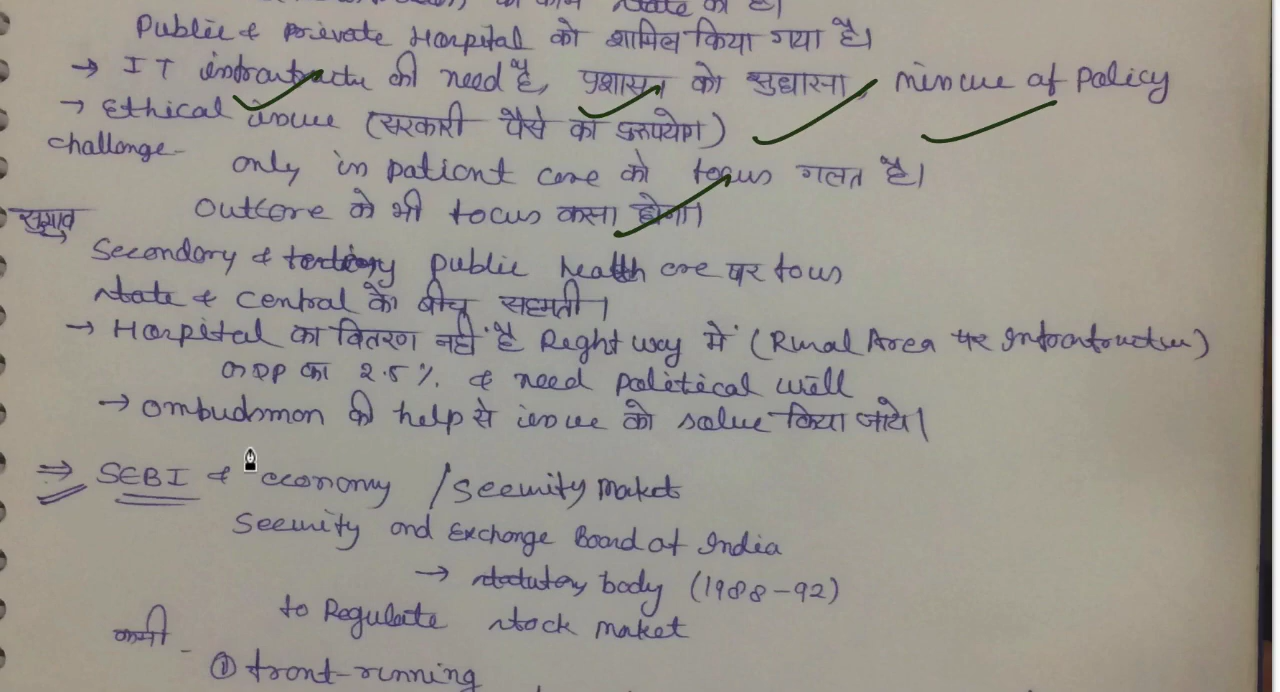 को काम State का है।
Public & Private Hospital को शामिल किया गया है।
→ IT infrastructu की need है, प्रशासन को सुधारना, misuse of Policy
→ Ethical issue (सरकारी पैसे का दुरुपयोग)
challenge- only in patient care को focus गलत है।
Outcore को भी focus करना होगा।
सुझाव
Secondary & tertiary public health care पर focus
State & central के बीच सहमती।
→ Hospital का वितरण नहीं है Right way में (Rural Area पर Infrastructure)
GDP का 2.5% & need political will
→ ombudsman की help से issue को solve किया जाये।
⇒ SEBI & economy / Security Market
Security and Exchange Board of India
→ statutory body (1988-92)
to Regulate stock market
कमी -
① front-running